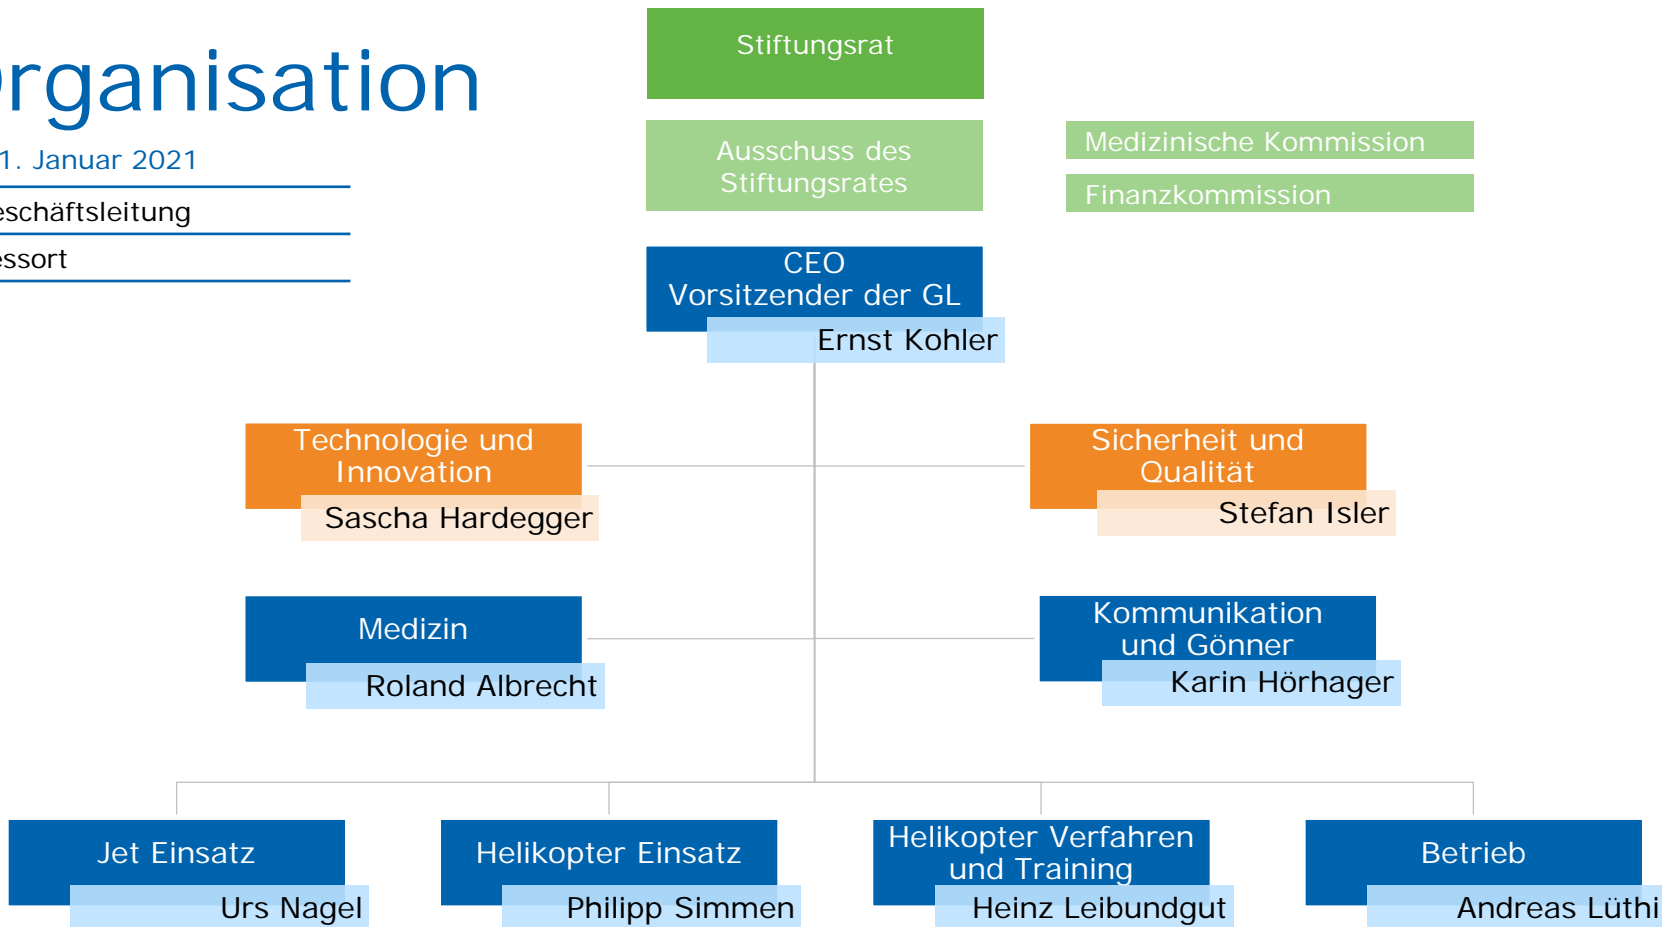 Organisation
1. Januar 2021
eschäftsleitung
essort
Stiftungsrat
Ausschuss des
Stiftungsrates
Medizinische Kommission
Finanzkommission
CEO
Vorsitzender der GL
Ernst Kohler
Technologie und
Innovation
Sascha Hardegger
Sicherheit und
Qualität
Stefan Isler
Medizin
Roland Albrecht
Kommunikation
und Gönner
Karin Hörhager
Jet Einsatz
Urs Nagel
Helikopter Einsatz
Philipp Simmen
Helikopter Verfahren
und Training
Heinz Leibundgut
Betrieb
Andreas Lüthi